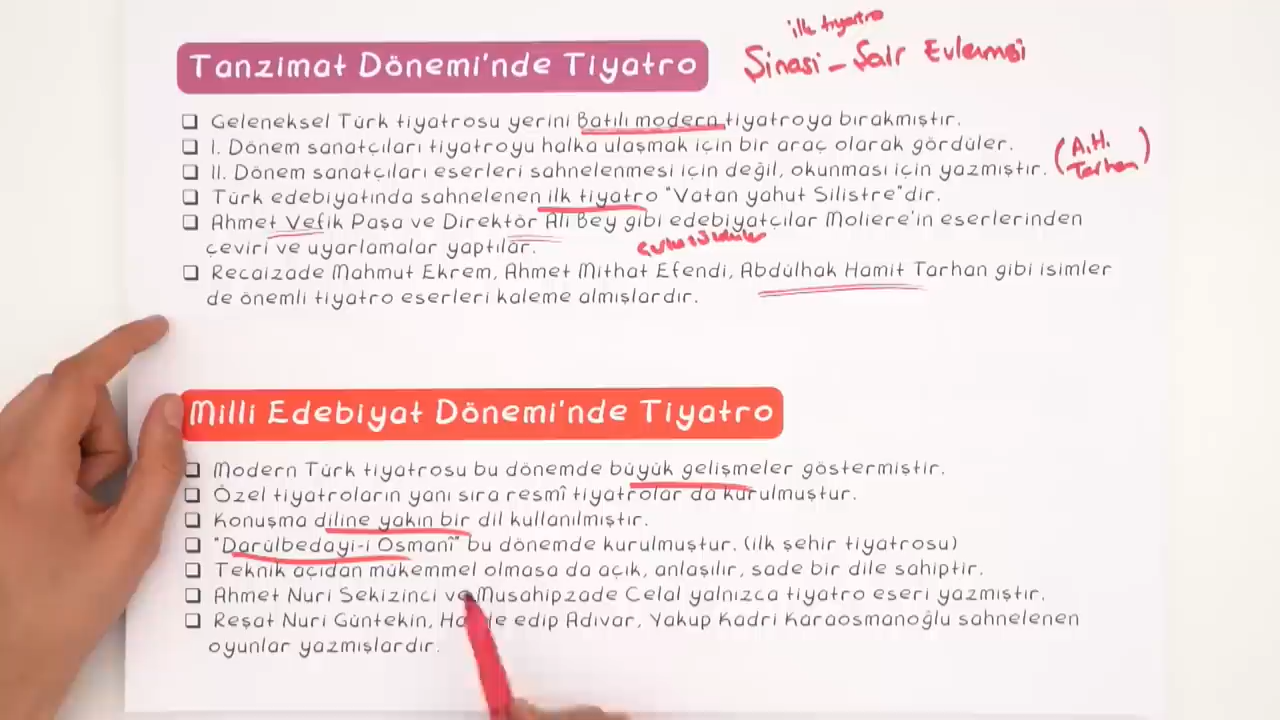 ilk tiyatro
Şinasi - Şair Evlenmesi
Tanzimat Dönemi'nde Tiyatro
❑ Geleneksel Türk tiyatrosu yerini Batılı modern tiyatroya bırakmıştır.
❑ I. Dönem sanatçıları tiyatroyu halka ulaşmak için bir araç olarak gördüler.
❑ II. Dönem sanatçıları eserleri sahnelenmesi için değil, okunması için yazmıştır.
(A.H.
Tarhan)
❑ Türk edebiyatında sahnelenen ilk tiyatro "Vatan yahut Silistre"dir.
❑ Ahmet Vefik Paşa ve Direktör Ali Bey gibi edebiyatçılar Moliere'in eserlerinden
çeviri ve uyarlamalar yaptılar.
❑ Recaizade Mahmut Ekrem, Ahmet Mithat Efendi, Abdülhak Hamit Tarhan gibi isimler
de önemli tiyatro eserleri kaleme almışlardır.
Milli Edebiyat Dönemi'nde Tiyatro
❑ Modern Türk tiyatrosu bu dönemde büyük gelişmeler göstermiştir.
❑ Özel tiyatroların yanı sıra resmî tiyatrolar da kurulmuştur.
❑ Konuşma diline yakın bir dil kullanılmıştır.
❑ "Darülbedayi-i Osmanî" bu dönemde kurulmuştur. (ilk şehir tiyatrosu)
❑ Teknik açıdan mükemmel olmasa da açık, anlaşılır, sade bir dile sahiptir.
❑ Ahmet Nuri Sekizinci ve Musahipzade Celal yalnızca tiyatro eseri yazmıştır.
❑ Reşat Nuri Güntekin, edip Adıvar, Yakup Kadri Karaosmanoğlu sahnelenen
oyunlar yazmışlardır.